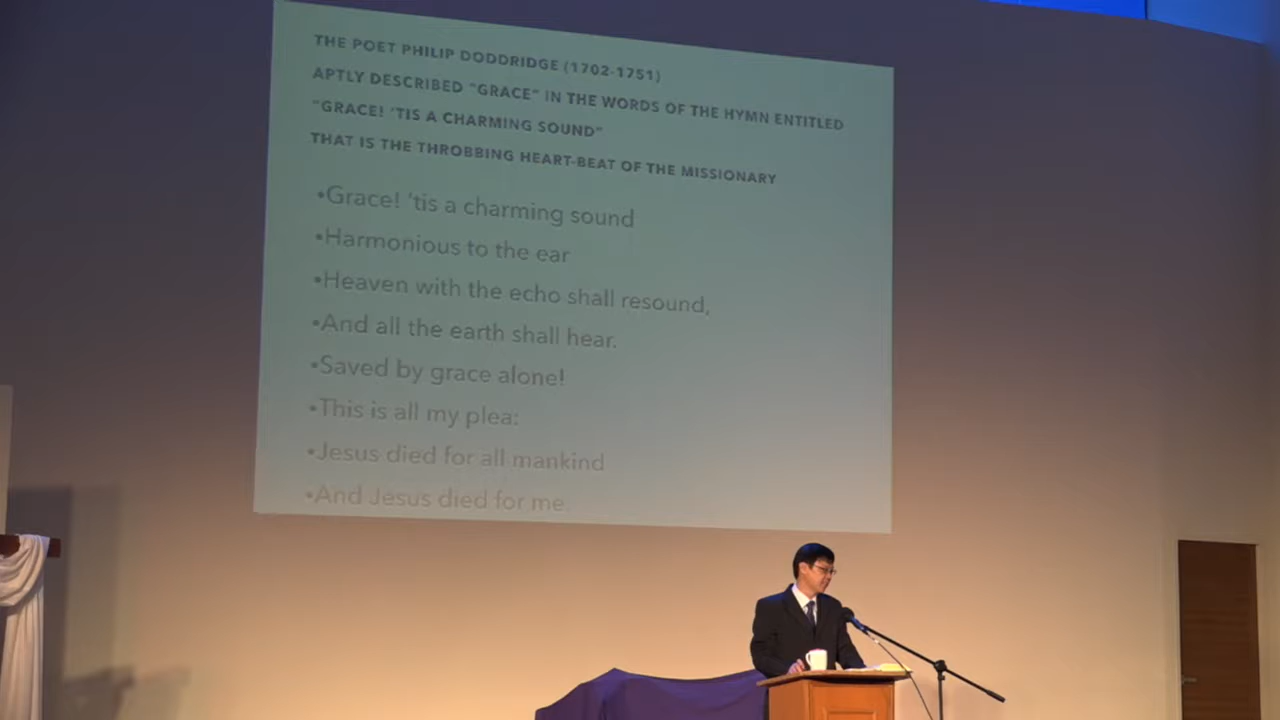 THE POET PHILIP DODDRIDGE (1702-1751)
APTLY DESCRIBED "GRACE" IN THE WORDS OF THE HYMN ENTITLED
"GRACE! 'TIS A CHARMING SOUND"
THAT IS THE THROBBING HEART-BEAT OF THE MISSIONARY
•Grace! 'tis a charming sound
•Harmonious to the ear
•Heaven with the echo shall resound,
•And all the earth shall hear.
•Saved by grace alone!
•This is all my plea:
•Jesus died for all mankind
•And Jesus died for me